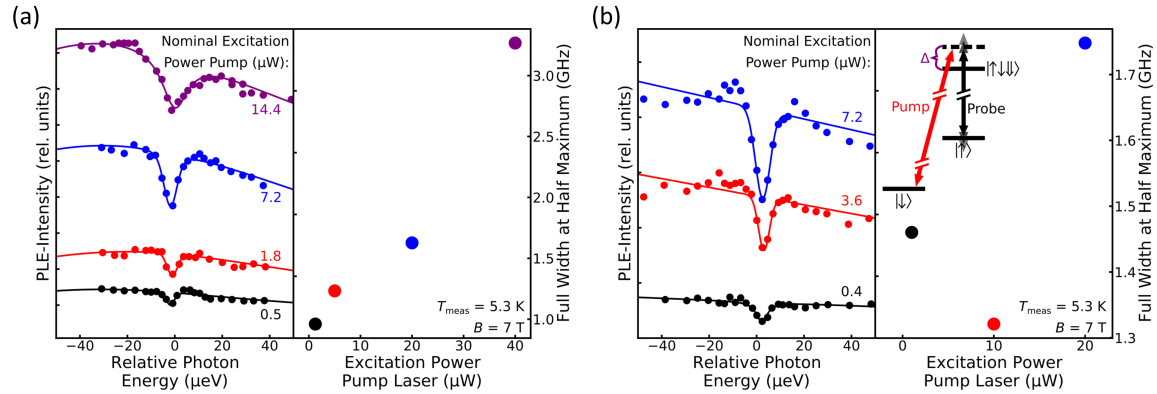 (a)
PLE-Intensity (rel. units)
Nominal Excitation
Power Pump (µW):
14.4
7.2
1.8
0.5
−40 −20 0 20 40
Relative Photon
Energy (µeV)
T meas = 5.3 K
B = 7 T
0 10 20 30 40
Excitation Power
Pump Laser (µW)
3.0
2.5
2.0
1.5
1.0
Full Width at Half Maximum (GHz)
(b)
PLE-Intensity (rel. units)
Nominal Excitation
Power Pump (µW):
7.2
3.6
0.4
−40 −20 0 20 40
Relative Photon
Energy (µeV)
Δ
|↑↓⇓⟩
Pump
Probe
|↑⟩
|↓⟩
T meas = 5.3 K
B = 7 T
0 10 20
Excitation Power
Pump Laser (µW)
1.7
1.6
1.5
1.4
1.3
Full Width at Half Maximum (GHz)